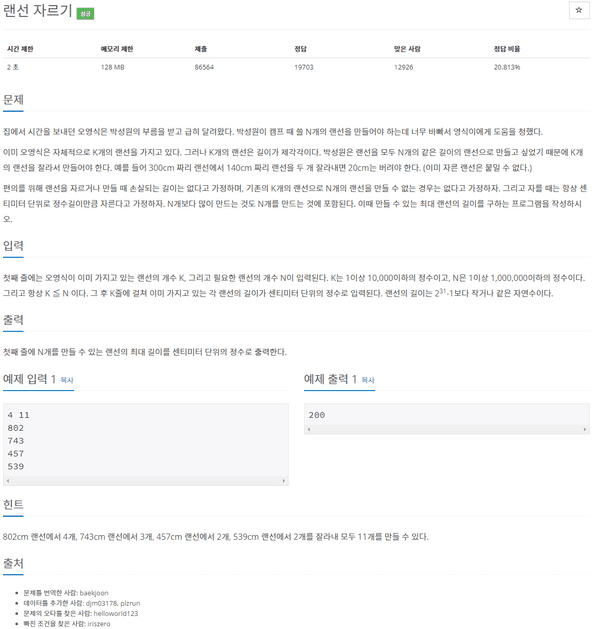 랜선 자르기 성공
☆
시간 제한 메모리 제한 제출 정답 맞은 사람 정답 비율
2 초 128 MB 86564 19703 12926 20.813%
문제
집에서 시간을 보내던 오영식은 박성원의 부름을 받고 급히 달려왔다. 박성원이 캠프 때 쓸 N개의 랜선을 만들어야 하는데 너무 바빠서 영식이에게 도움을 청했다.
이미 오영식은 자체적으로 K개의 랜선을 가지고 있다. 그러나 K개의 랜선은 길이가 제각각이다. 박성원은 랜선을 모두 N개의 같은 길이의 랜선으로 만들고 싶었기 때문에 K개
의 랜선을 잘라서 만들어야 한다. 예를 들어 300cm 짜리 랜선에서 140cm 짜리 랜선을 두 개 잘라내면 20cm는 버려야 한다. (이미 자른 랜선은 붙일 수 없다.)
편의를 위해 랜선을 자르거나 만들 때 손실되는 길이는 없다고 가정하며, 기존의 K개의 랜선으로 N개의 랜선을 만들 수 없는 경우는 없다고 가정하자. 그리고 자를 때는 항상 센
티미터 단위로 정수길이만큼 자른다고 가정하자. N개보다 많이 만드는 것도 N개를 만드는 것에 포함된다. 이때 만들 수 있는 최대 랜선의 길이를 구하는 프로그램을 작성하시
오.
입력
첫째 줄에는 오영식이 이미 가지고 있는 랜선의 개수 K, 그리고 필요한 랜선의 개수 N이 입력된다. K는 1이상 10,000이하의 정수이고, N은 1이상 1,000,000이하의 정수이다.
그리고 항상 K ≦ N 이다. 그 후 K줄에 걸쳐 이미 가지고 있는 각 랜선의 길이가 센티미터 단위의 정수로 입력된다. 랜선의 길이는 2³¹-1보다 작거나 같은 자연수이다.
출력
첫째 줄에 N개를 만들 수 있는 랜선의 최대 길이를 센티미터 단위의 정수로 출력한다.
예제 입력 1 복사
4 11
802
743
457
539
예제 출력 1 복사
200
힌트
802cm 랜선에서 4개, 743cm 랜선에서 3개, 457cm 랜선에서 2개, 539cm 랜선에서 2개를 잘라내 모두 11개를 만들 수 있다.
출처
문제를 번역한 사람: baekjoon
데이터를 추가한 사람: djm03178, plzrun
문제의 오타를 찾은 사람: helloworld123
빠진 조건을 찾은 사람: iriszero